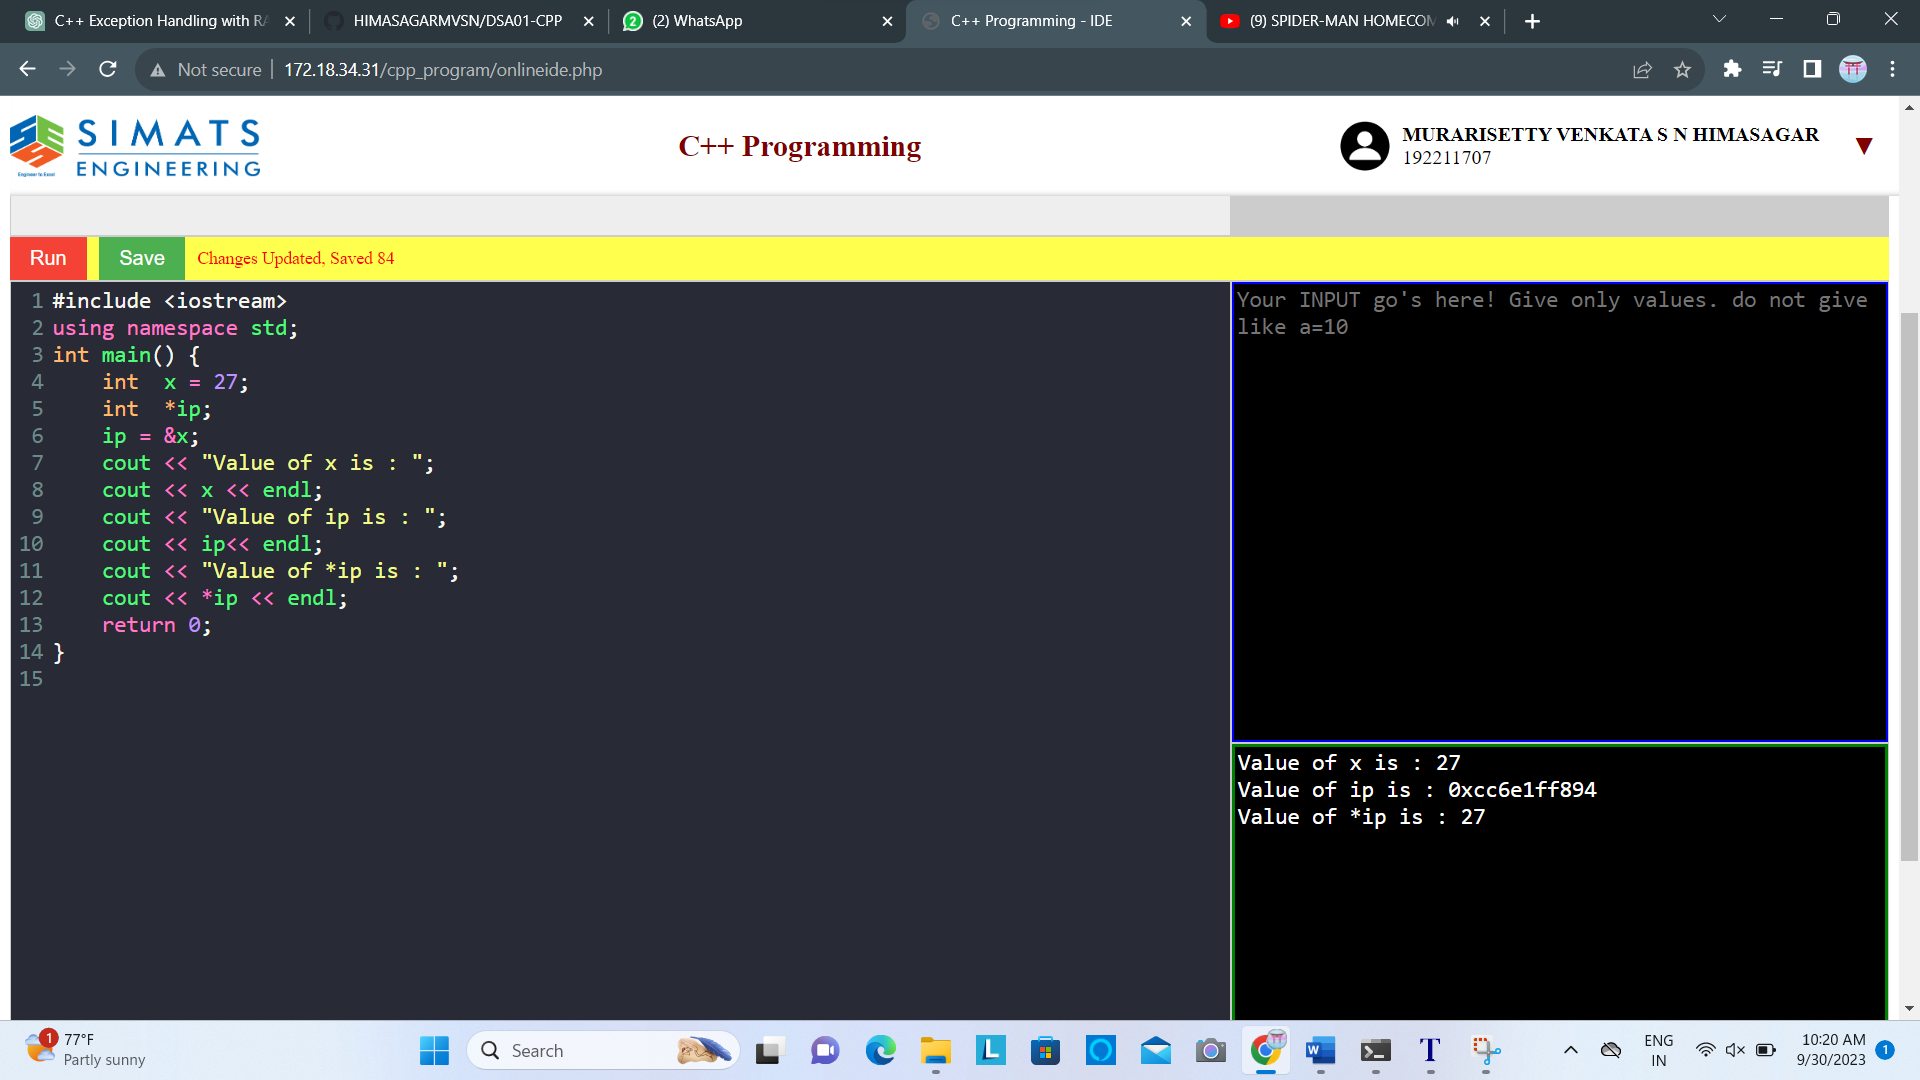 C++ Exception Handling with RA
HIMASAGARMVSN/DSA01-CPP
(2) WhatsApp
C++ Programming - IDE
(9) SPIDER-MAN HOMECOM
Not secure
172.18.34.31/cpp_program/onlineide.php
SIMATS
ENGINEERING
Engineer to Excel
C++ Programming
MURARISETTY VENKATA S N HIMASAGAR
192211707
Run
Save
Changes Updated, Saved 84
1 #include <iostream>
2 using namespace std;
3 int main() {
4     int  x = 27;
5     int  *ip;
6     ip = &x;
7     cout << "Value of x is : ";
8     cout << x << endl;
9     cout << "Value of ip is : ";
10     cout << ip<< endl;
11     cout << "Value of *ip is : ";
12     cout << *ip << endl;
13     return 0;
14 }
15
Your INPUT go's here! Give only values. do not give
like a=10
Value of x is : 27
Value of ip is : 0xcc6e1ff894
Value of *ip is : 27
1
77°F
Partly sunny
Search
ENG
IN
10:20 AM
9/30/2023
1